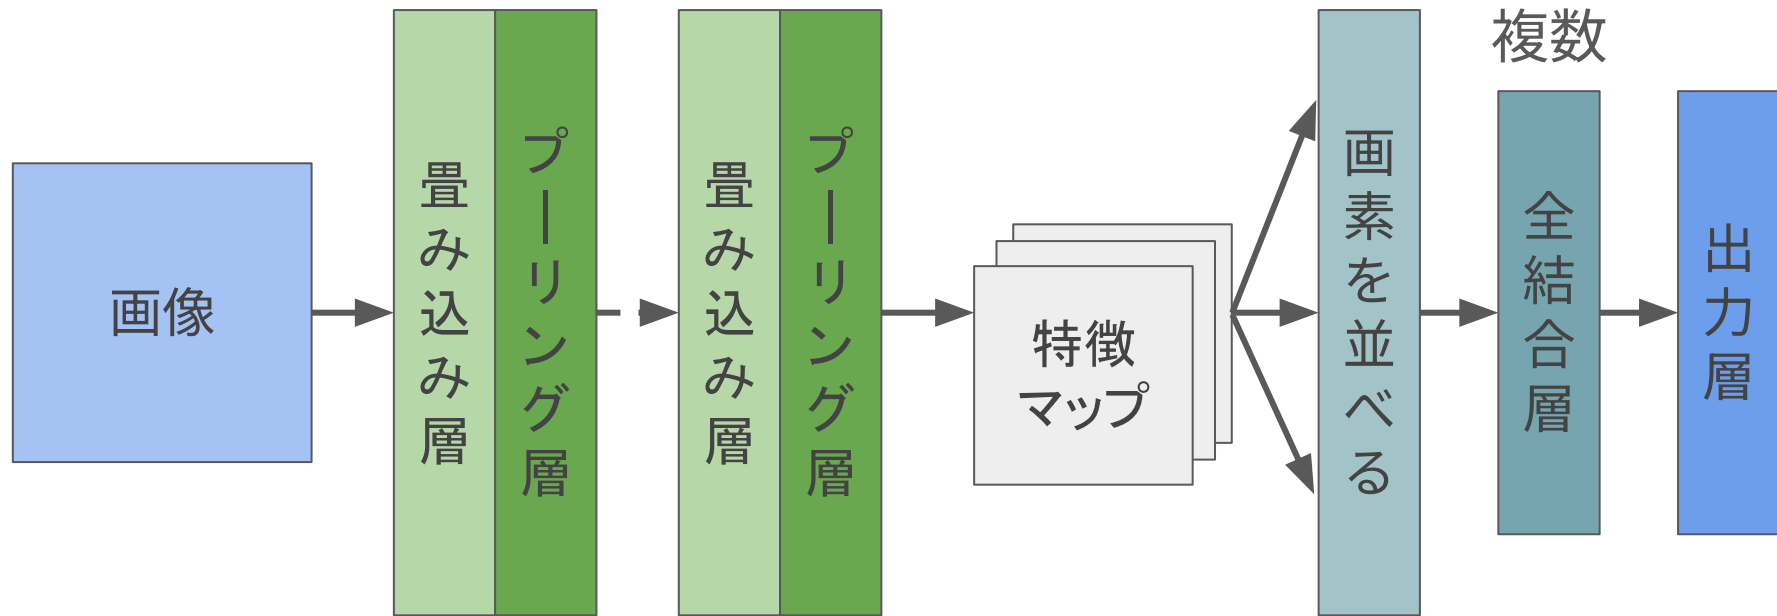 画像
畳み込み層
プーリング層
畳み込み層
プーリング層
特徴
マップ
画素を並べる
複数
全結合層
出力層